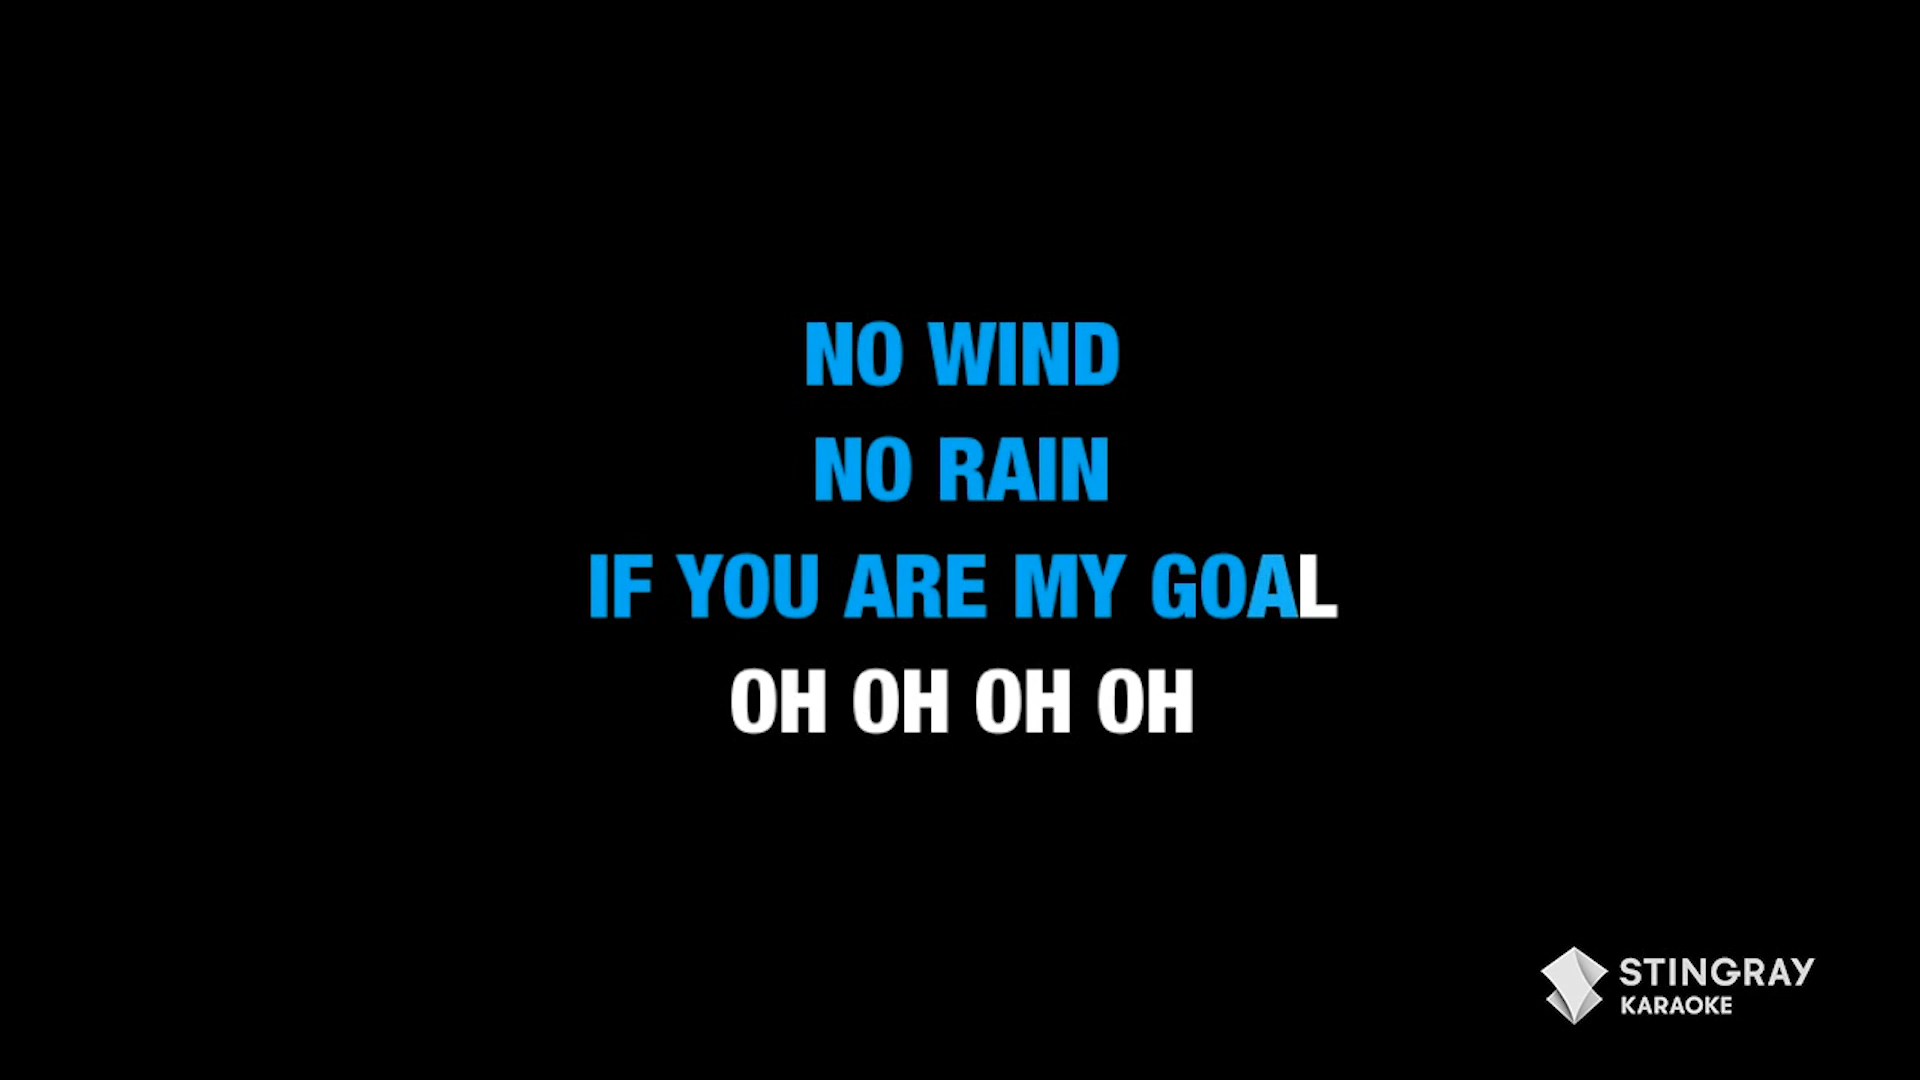 NO WIND
NO RAIN
IF YOU ARE MY GOAL
OH OH OH OH
STINGRAY
KARAOKE